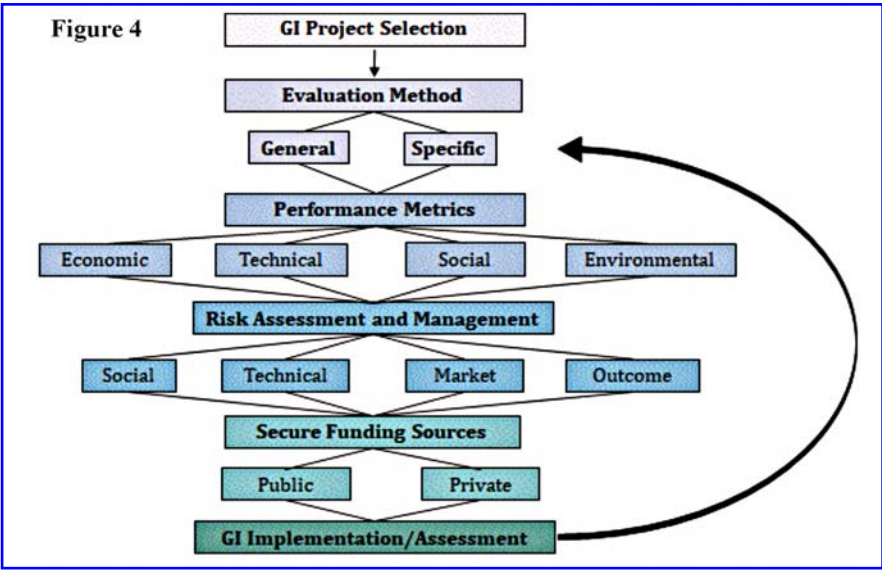 Figure 4
GI Project Selection
Evaluation Method
General
Specific
Performance Metrics
Economic
Technical
Social
Environmental
Risk Assessment and Management
Social
Technical
Market
Outcome
Secure Funding Sources
Public
Private
GI Implementation/Assessment